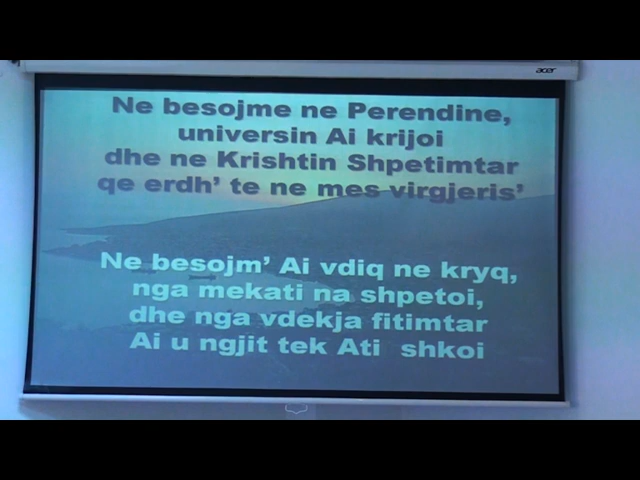 acer
Ne besojme ne Perendine,
universin Ai krijoi
dhe ne Krishtin Shpetimtar
qe erdh’ te ne mes virgjeris’
Ne besojm’ Ai vdiq ne kryq,
nga mekati na shpetoi,
dhe nga vdekja fitimtar
Ai u ngjit tek Ati shkoi